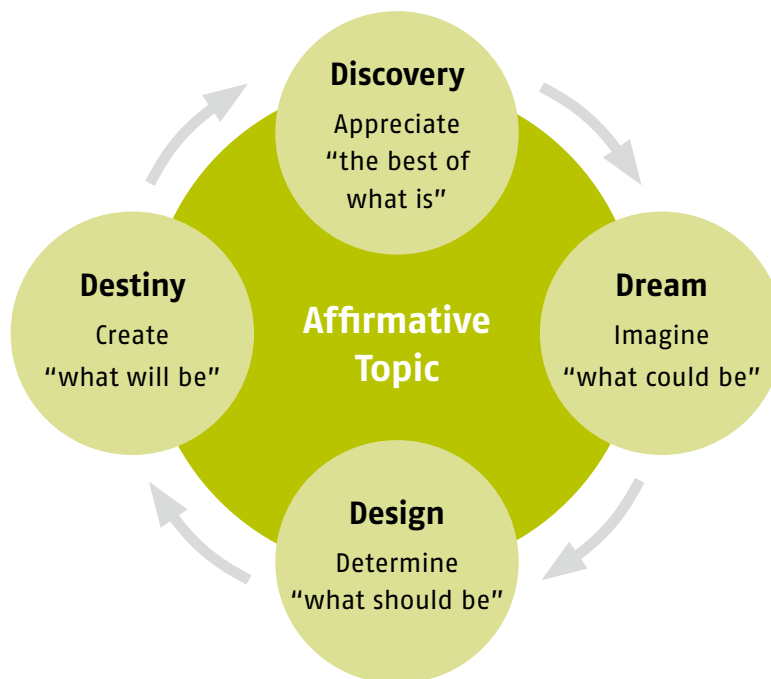 Discovery
Appreciate
“the best of
what is”
Destiny
Create
“what will be”
Affirmative
Topic
Dream
Imagine
“what could be”
Design
Determine
“what should be”